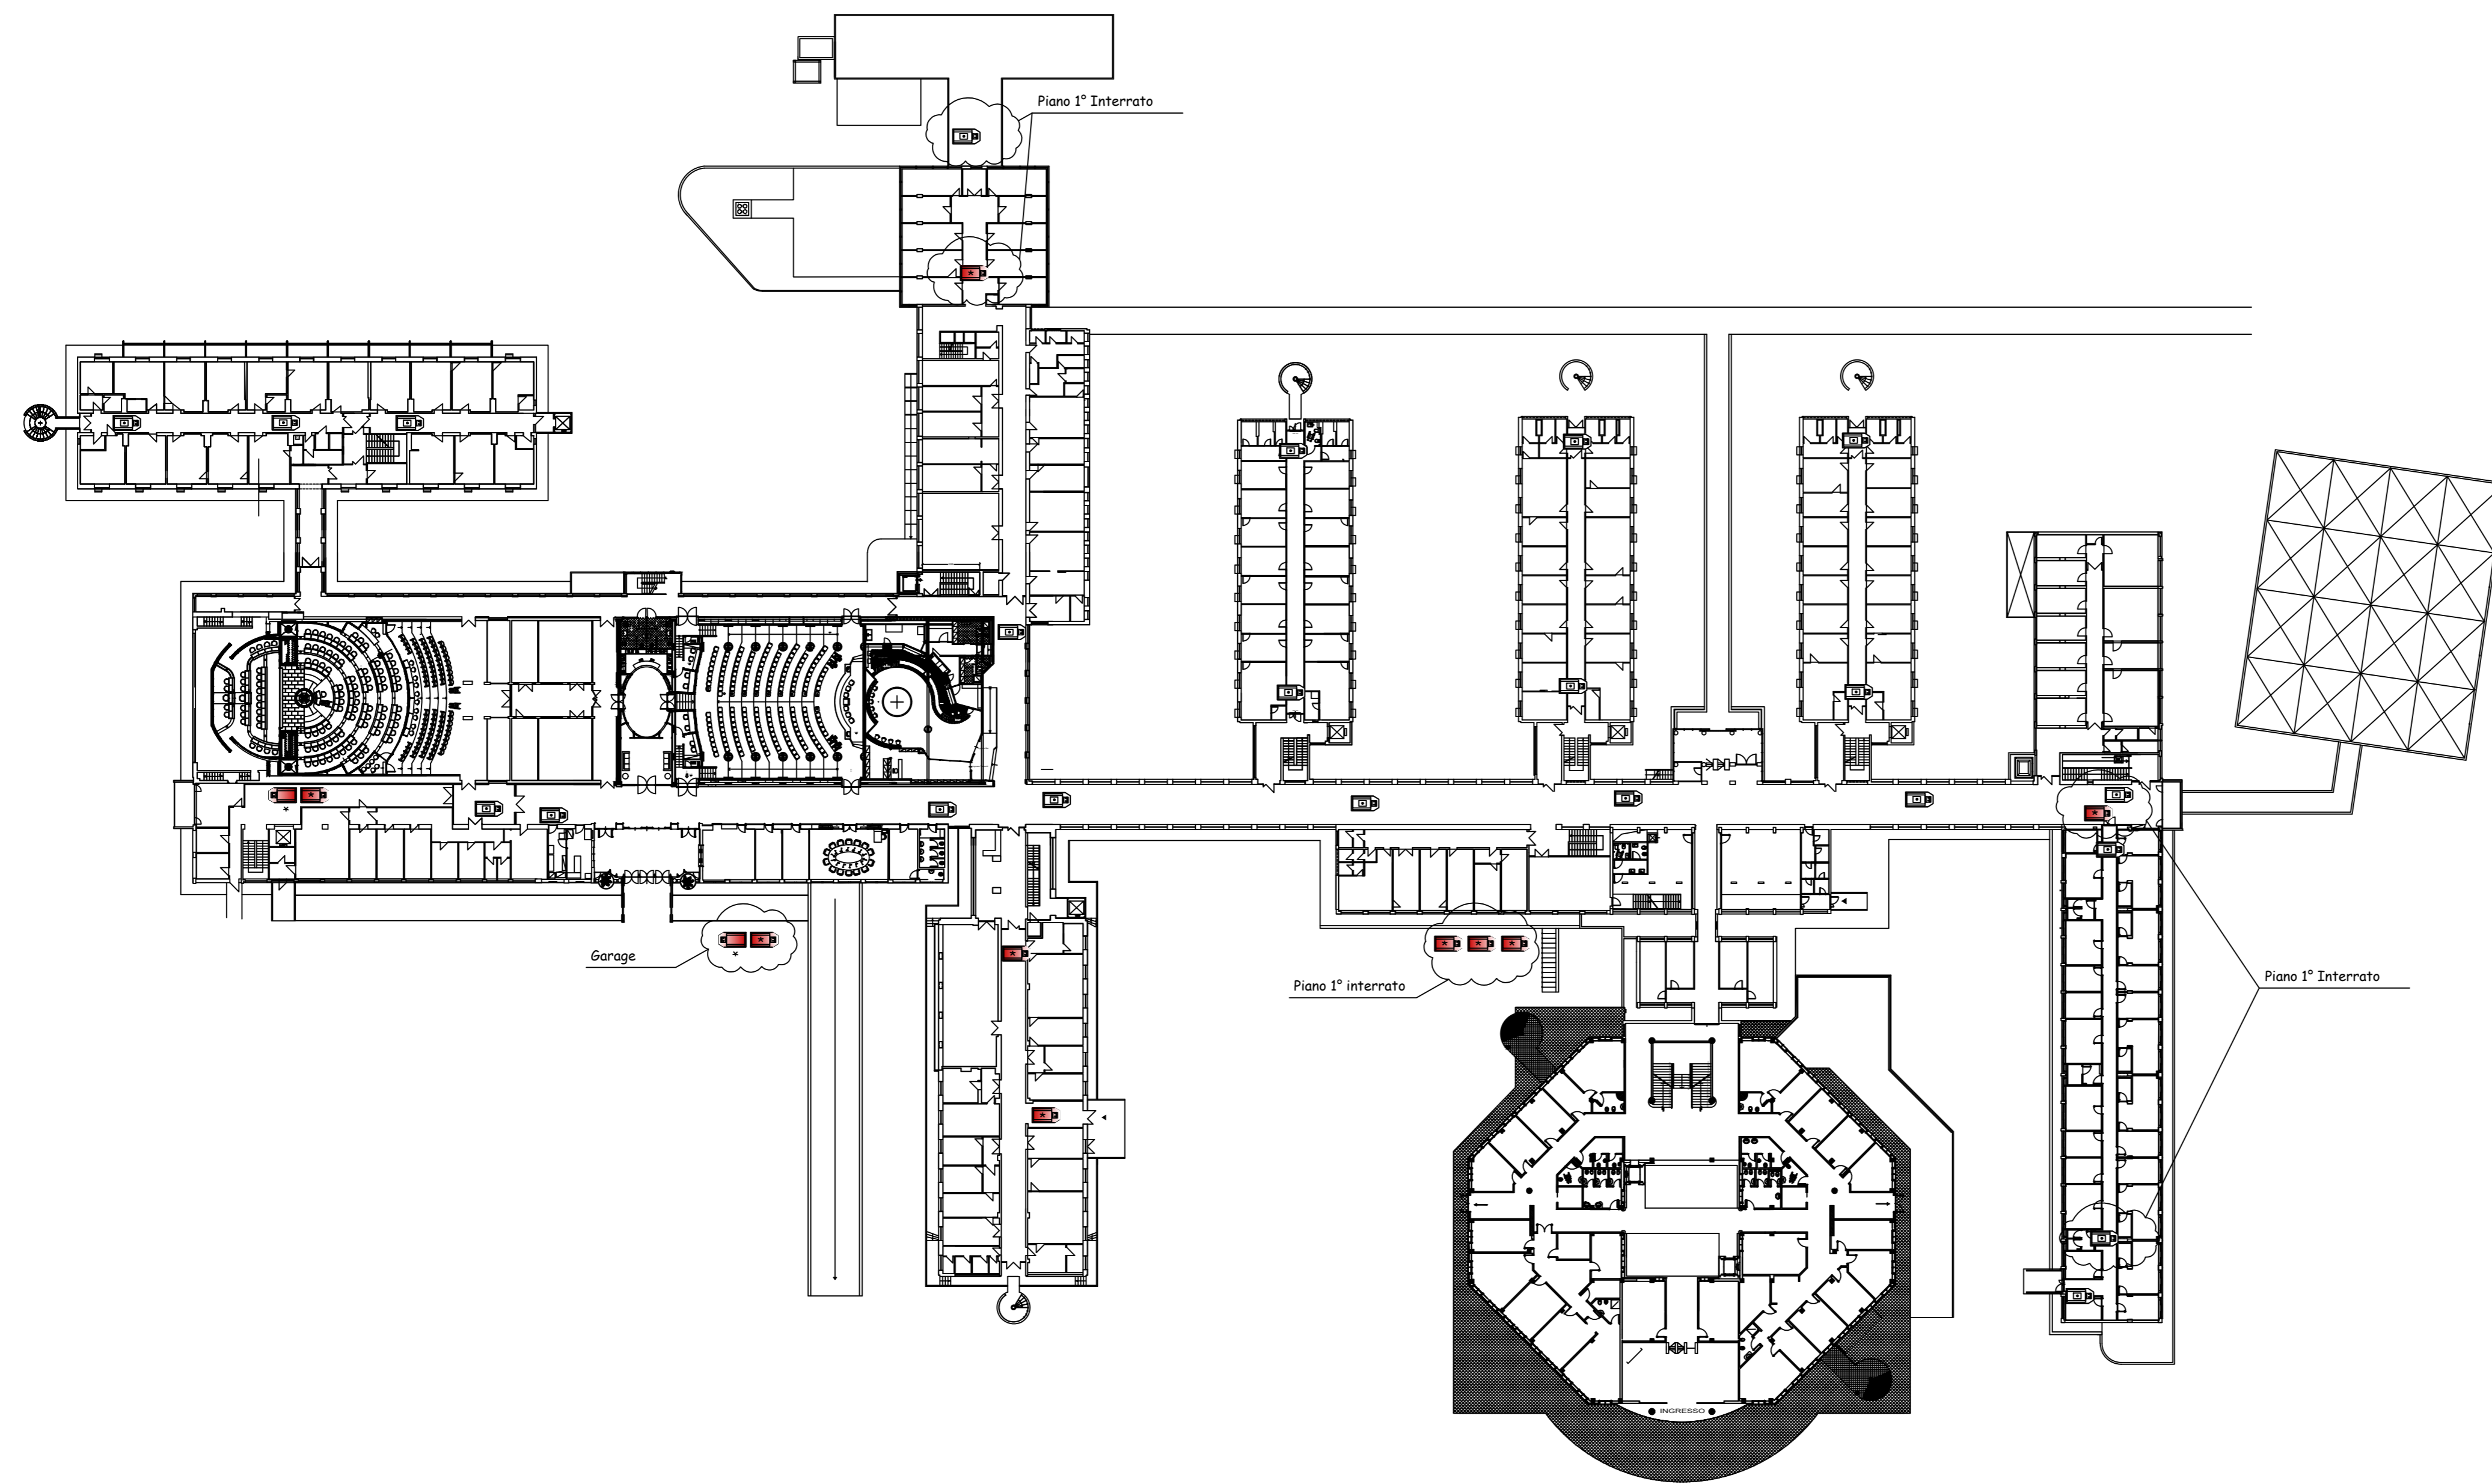 Piano 1° Interrato
Garage
Piano 1° interrato
Piano 1° Interrato
INGRESSO